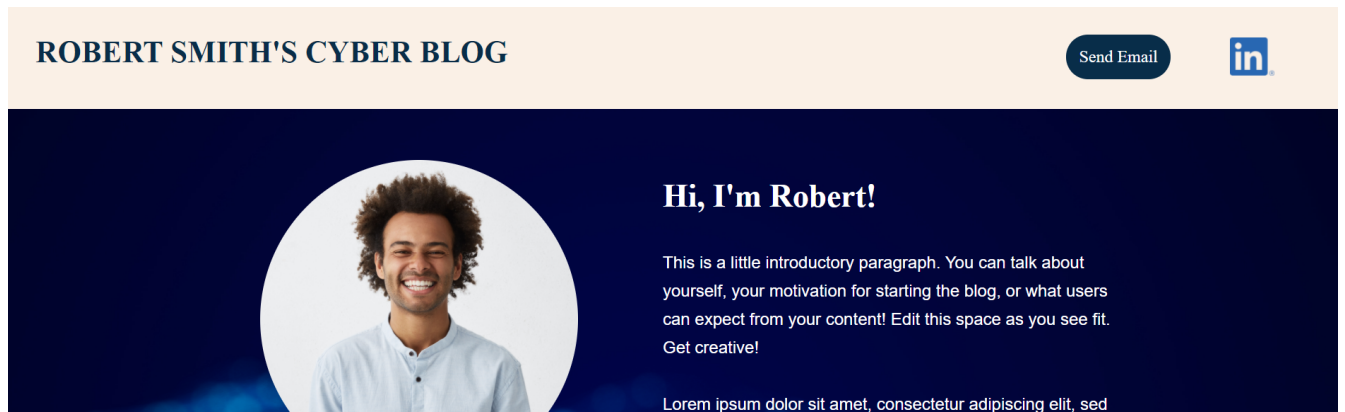 ROBERT SMITH'S CYBER BLOG
Send Email
in
Hi, I'm Robert!
This is a little introductory paragraph. You can talk about
yourself, your motivation for starting the blog, or what users
can expect from your content! Edit this space as you see fit.
Get creative!
Lorem ipsum dolor sit amet, consectetur adipiscing elit, sed